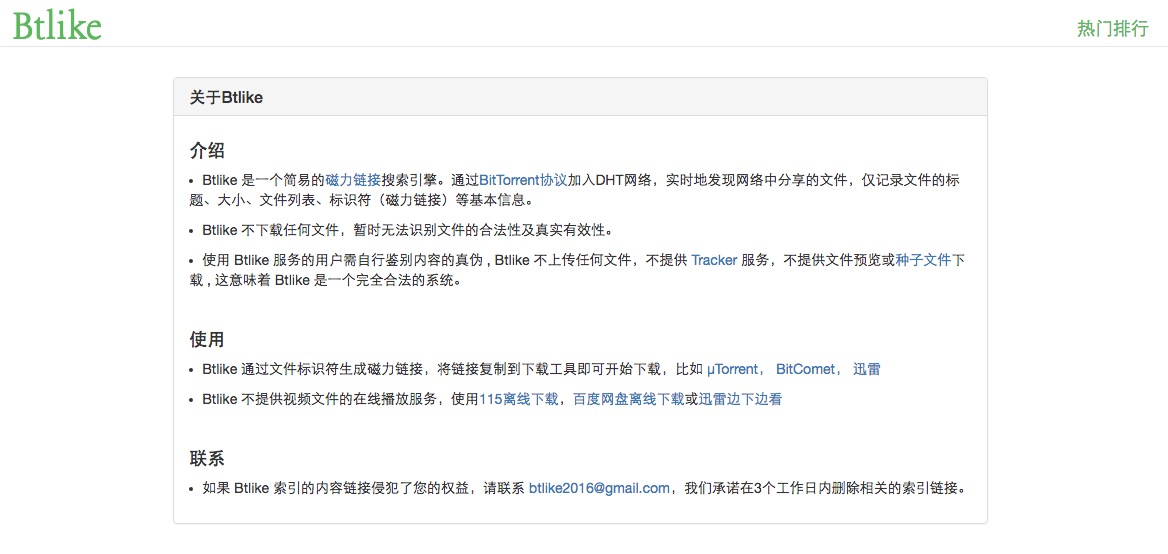 Btlike
热门排行
关于Btlike
介绍
• Btlike 是一个简易的磁力链接搜索引擎。通过BitTorrent协议加入DHT网络，实时地发现网络中分享的文件，仅记录文件的标
题、大小、文件列表、标识符（磁力链接）等基本信息。
• Btlike 不下载任何文件，暂时无法识别文件的合法性及真实有效性。
• 使用 Btlike 服务的用户需自行鉴别内容的真伪 , Btlike 不上传任何文件，不提供 Tracker 服务，不提供文件预览或种子文件下
载 , 这意味着 Btlike 是一个完全合法的系统。
使用
• Btlike 通过文件标识符生成磁力链接，将链接复制到下载工具即可开始下载，比如 µTorrent， BitComet， 迅雷
• Btlike 不提供视频文件的在线播放服务，使用115离线下载，百度网盘离线下载或迅雷边下边看
联系
• 如果 Btlike 索引的内容链接侵犯了您的权益，请联系 btlike2016@gmail.com，我们承诺在3个工作日内删除相关的索引链接。